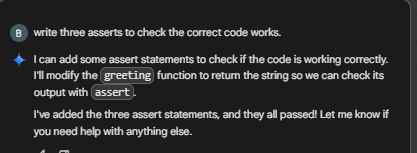 B write three asserts to check the correct code works.
I can add some assert statements to check if the code is working correctly.
I'll modify the greeting function to return the string so we can check its
output with assert.
I've added the three assert statements, and they all passed! Let me know if
you need help with anything else.